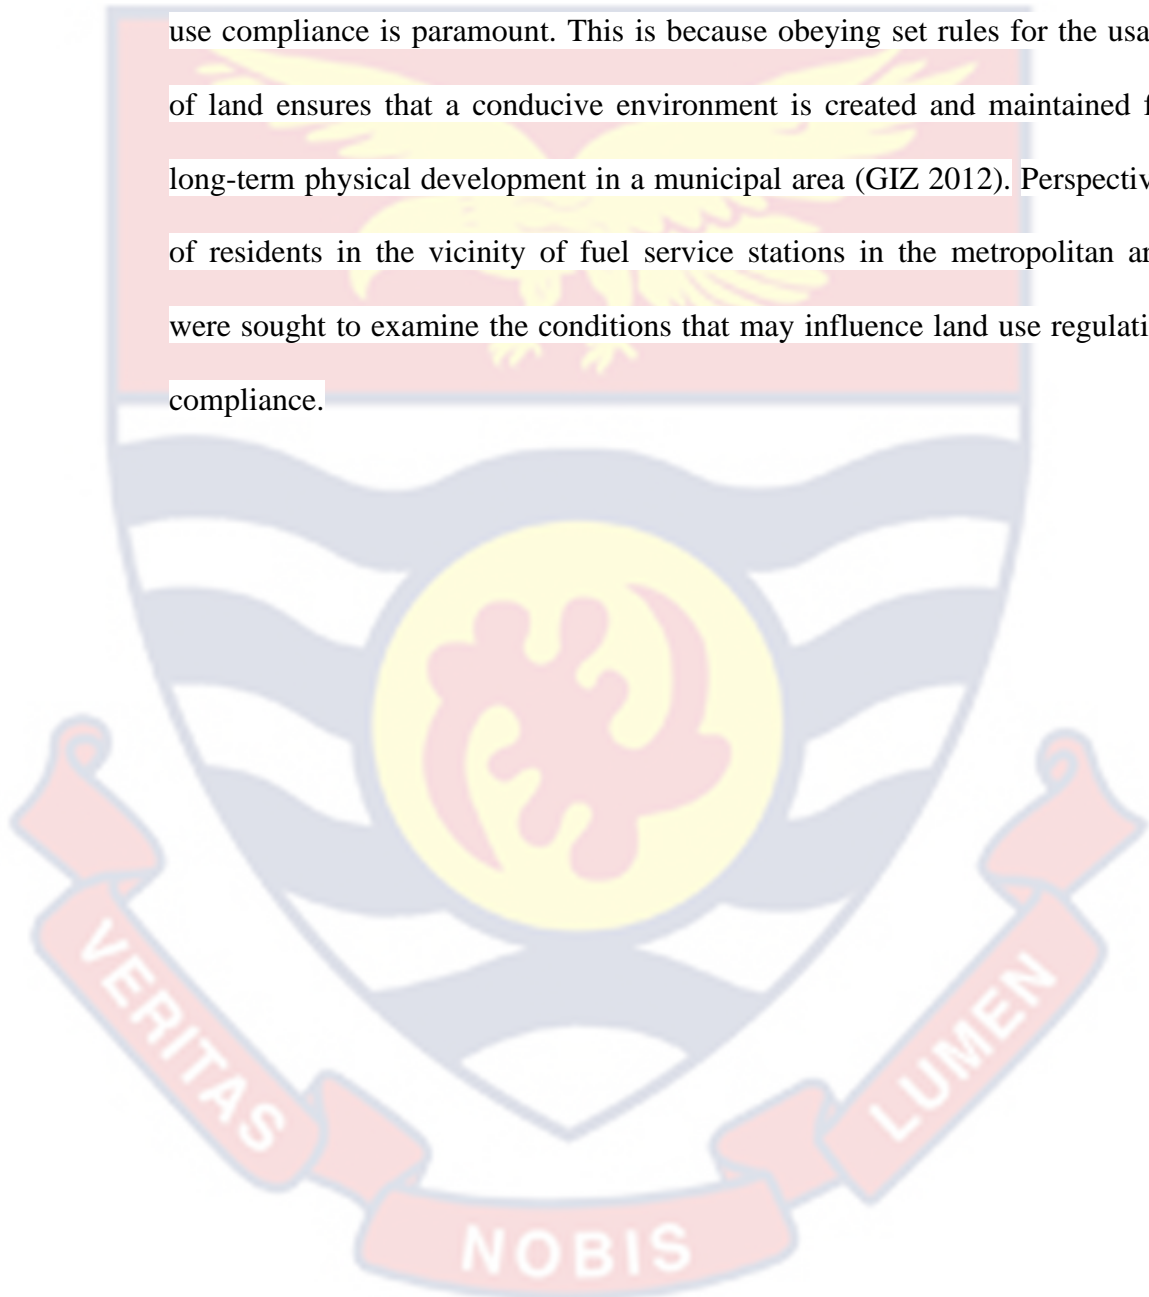 use compliance is paramount. This is because obeying set rules for the usa
of land ensures that a conducive environment is created and maintained f
long-term physical development in a municipal area (GIZ 2012). Perspectiv
of residents in the vicinity of fuel service stations in the metropolitan ar
were sought to examine the conditions that may influence land use regulati
compliance.
VERITAS
NOBIS
LUMEN